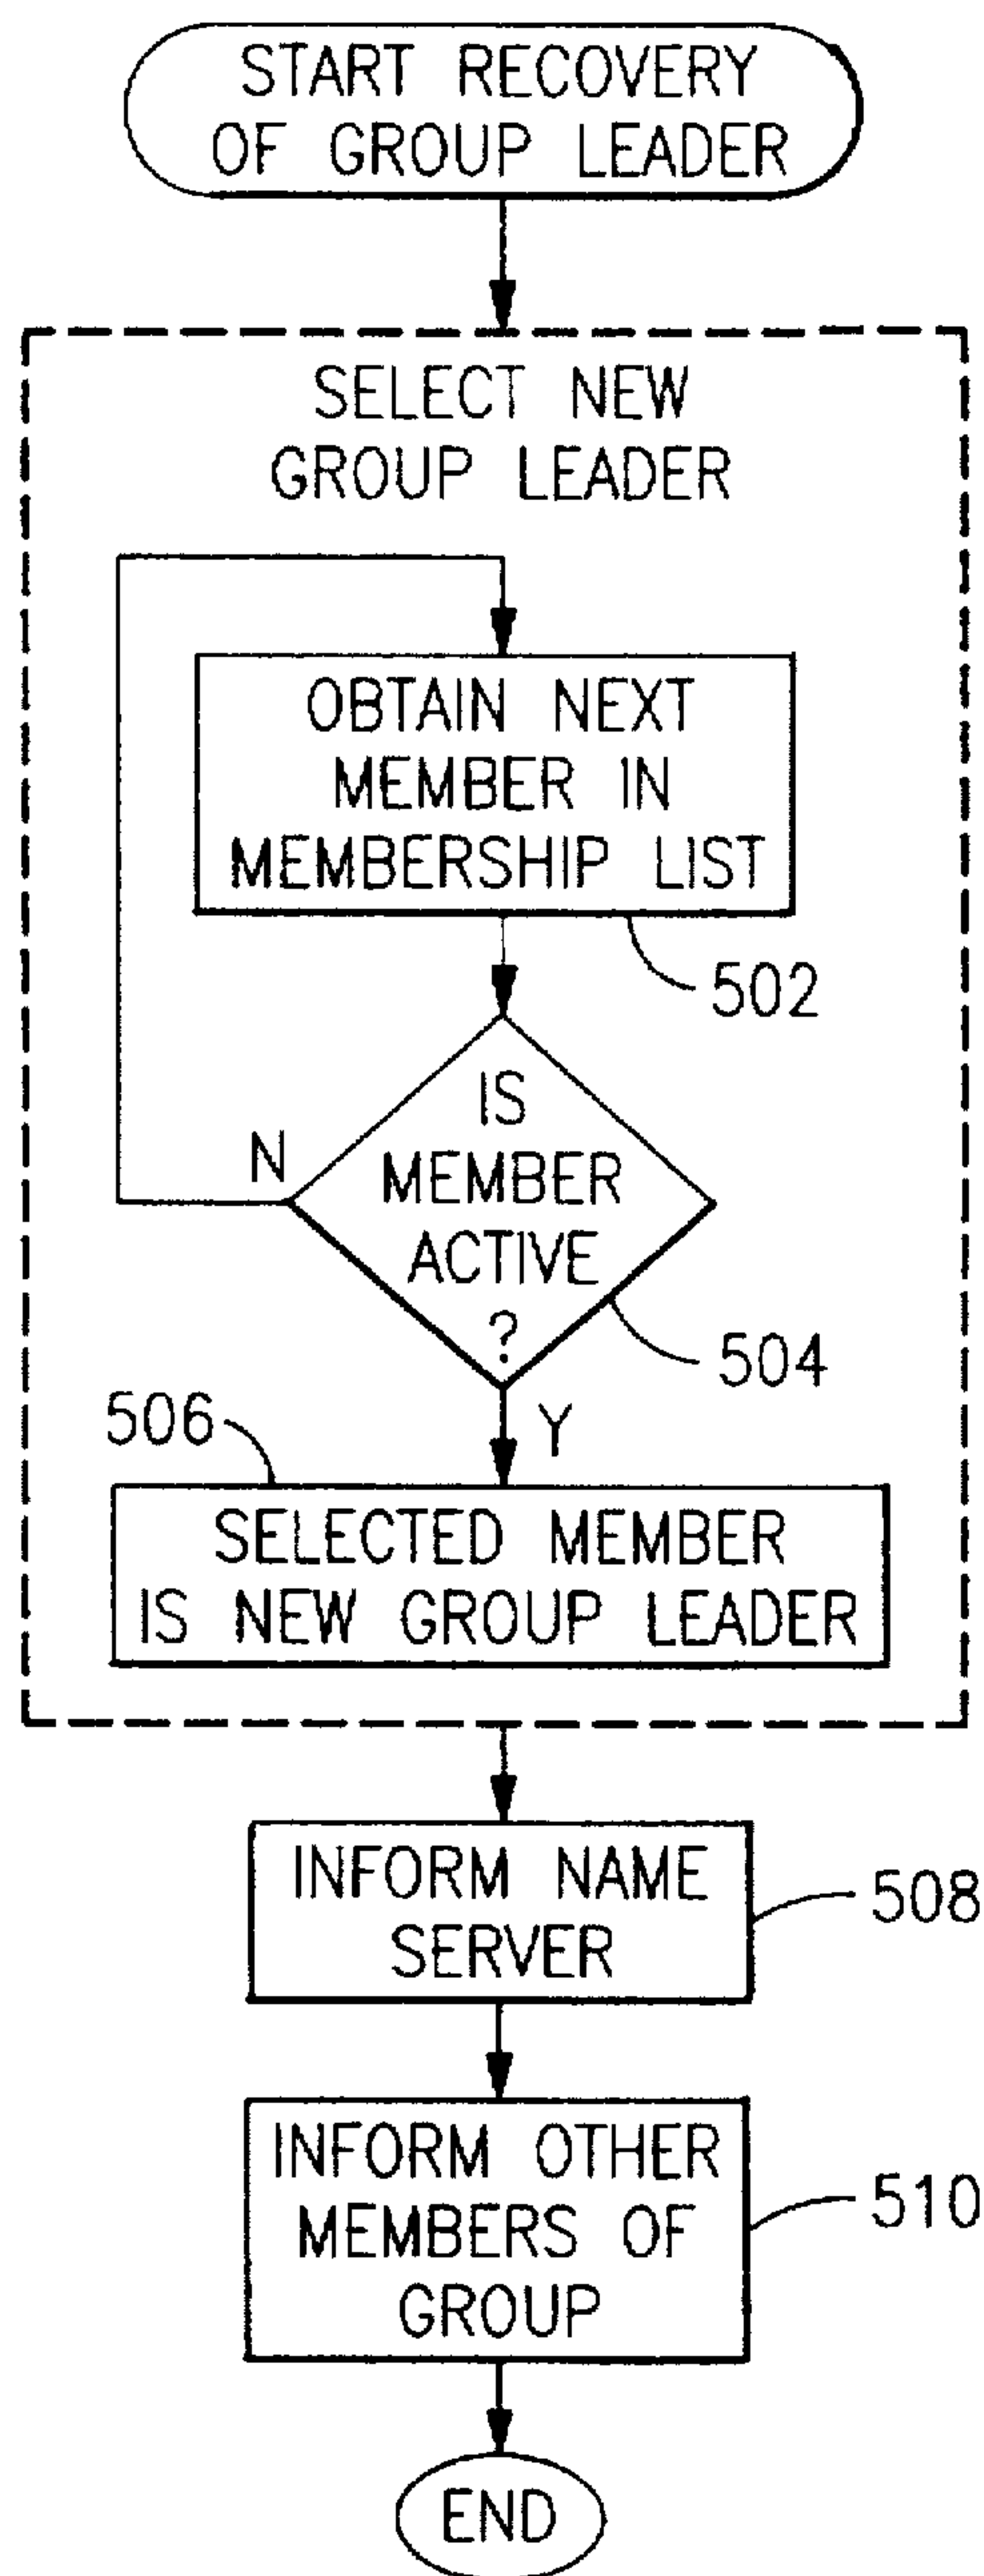 START RECOVERY
OF GROUP LEADER
SELECT NEW
GROUP LEADER
OBTAIN NEXT
MEMBER IN
MEMBERSHIP LIST
502
IS
MEMBER
ACTIVE
?
N
504
Y
506
SELECTED MEMBER
IS NEW GROUP LEADER
INFORM NAME
SERVER
508
INFORM OTHER
MEMBERS OF
GROUP
510
END